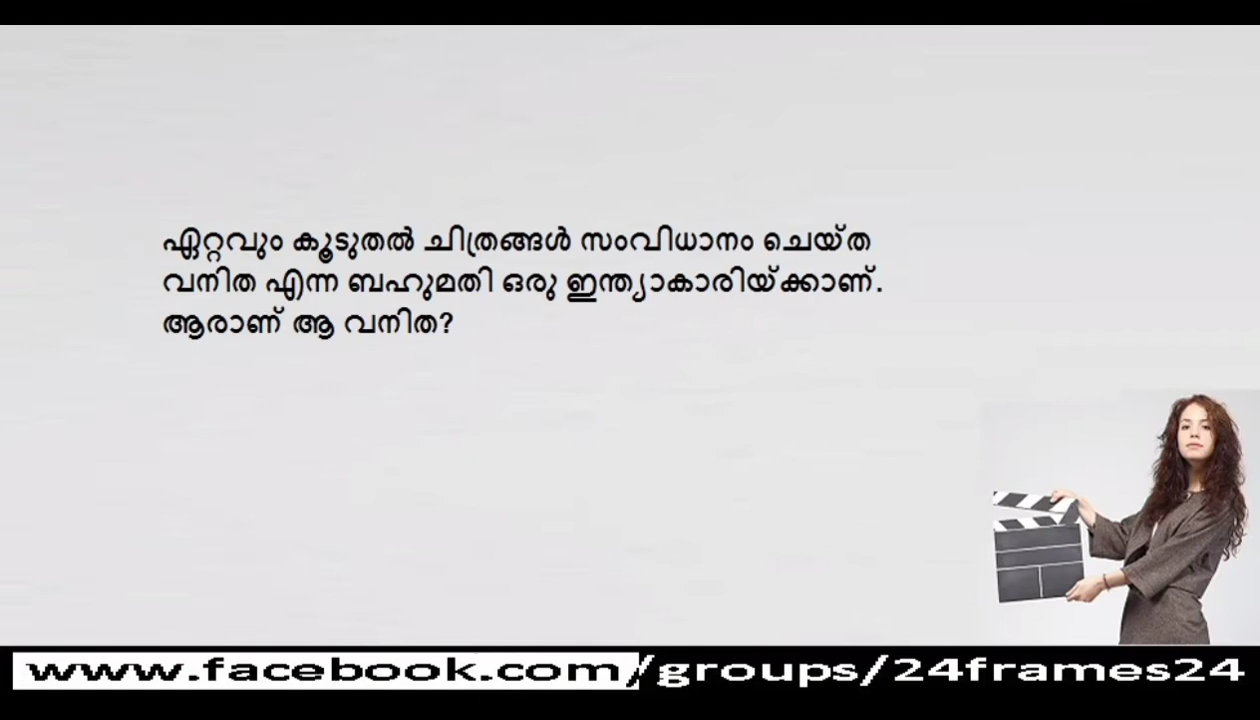 ഏറ്റവും കൂടുതൽ ചിത്രങ്ങൾ സംവിധാനം ചെയ്ത
വനിത എന്ന ബഹുമതി ഒരു ഇന്ത്യാകാരിയ്ക്കാണ്.
ആരാണ് ആ വനിത?
www.facebook.com/groups/24frames24